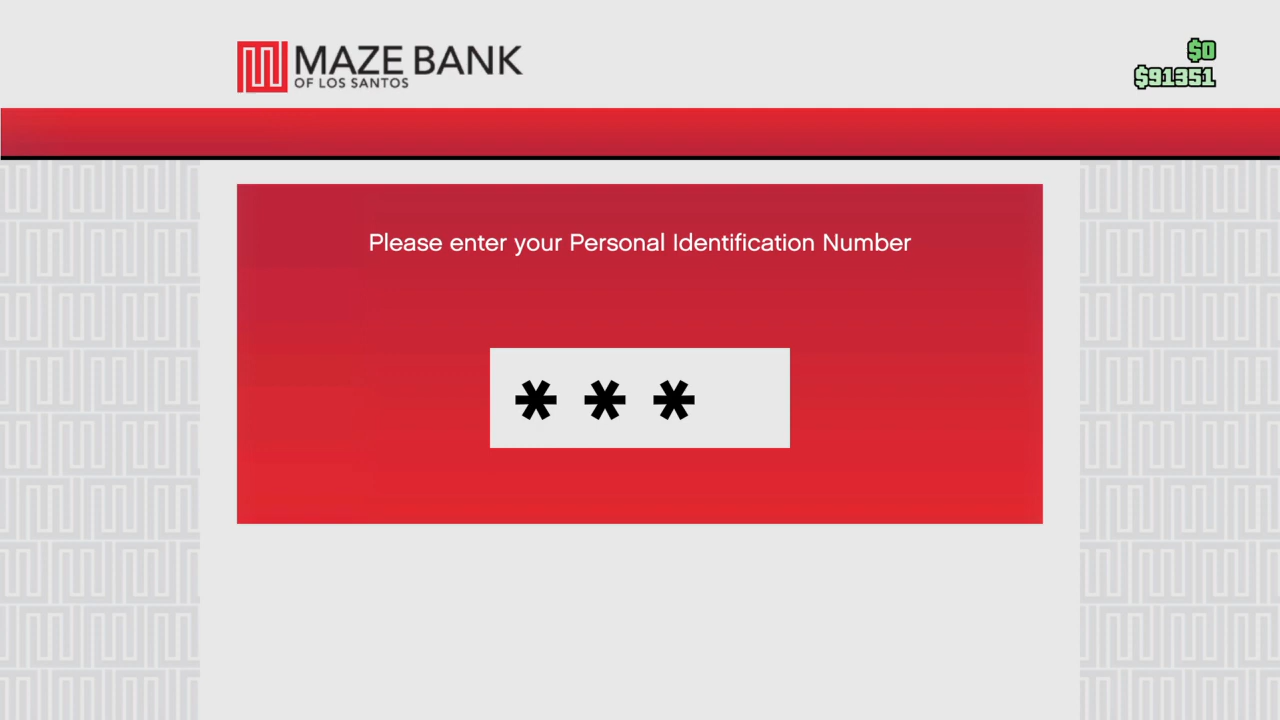 MAZE BANK
OF LOS SANTOS
$0
$91351
Please enter your Personal Identification Number
* * *